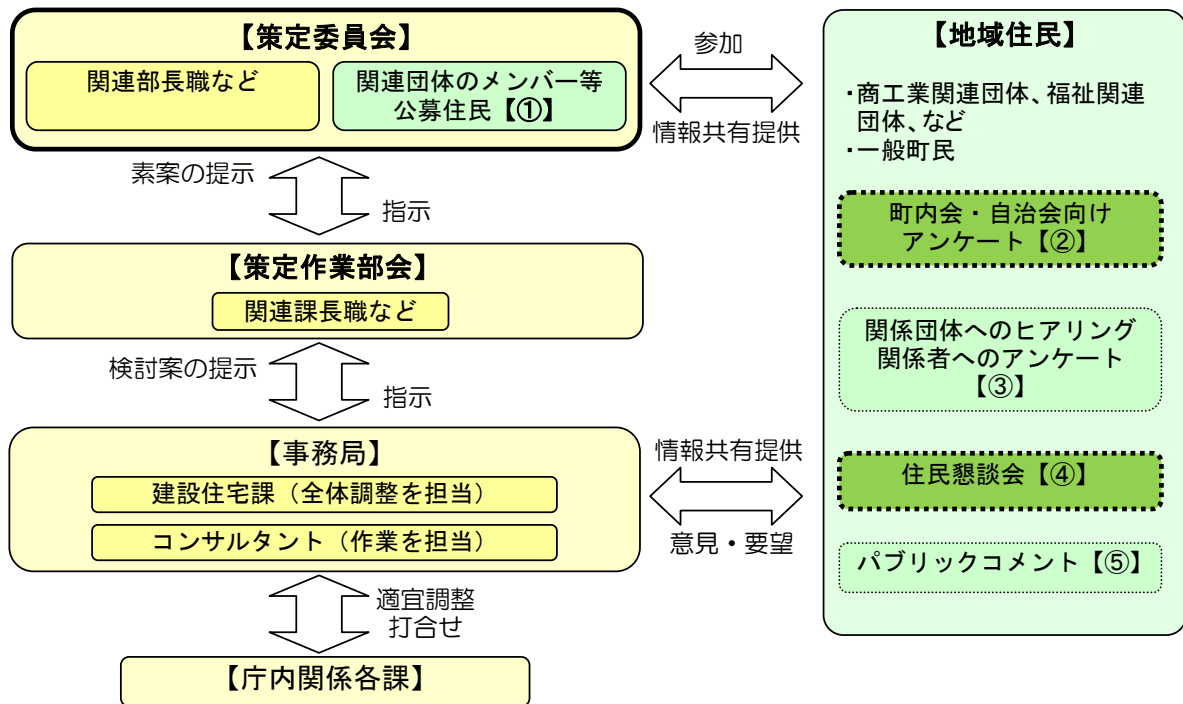 【策定委員会】
関連部長職など
関連団体のメンバー等
公募住民【①】
素案の提示
指示
【策定作業部会】
関連課長職など
検討案の提示
指示
【事務局】
建設住宅課（全体調整を担当）
コンサルタント（作業を担当）
適宜調整
打合せ
【庁内関係各課】
参加
情報共有提供
情報共有提供
意見・要望
【地域住民】
・商工業関連団体、福祉関連
団体、など
・一般町民
町内会・自治会向け
アンケート【②】
関係団体へのヒアリング
関係者へのアンケート
【③】
住民懇談会【④】
パブリックコメント【⑤】